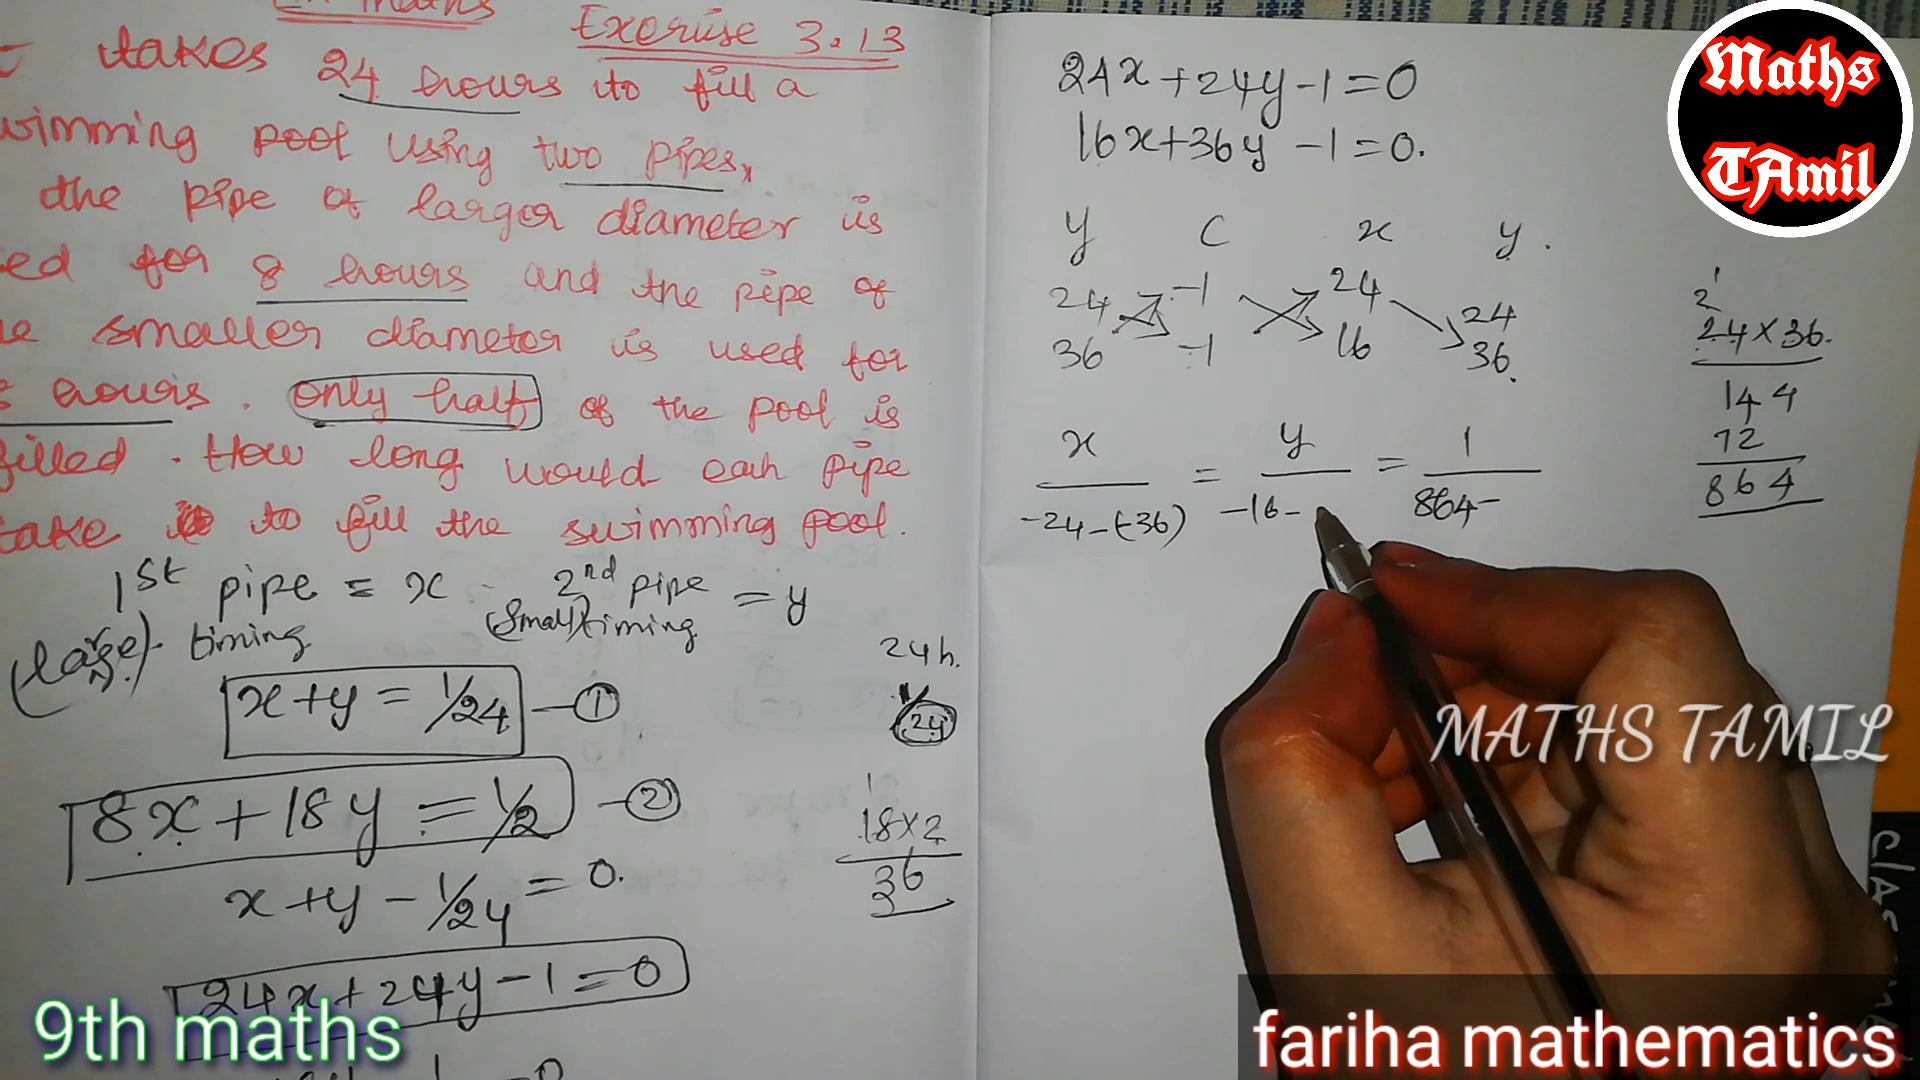 Exercise 3.13
takes 24 hours to fill a
wimming pool using two pipes,
the pipe of larger diameter is
ed for 8 hours and the pipe of
smaller diameter is used for
hours. only half of the pool is
filled. How long would each pipe
take to fill the swimming pool.
1st pipe = x 2nd pipe = y
(large) timing (small) timing
x+y = 1/24 — ①
8x+18y = 1/2 — ②
x+y - 1/24 = 0.
24x+24y-1=0
24h.
1/24
1
18×2
36
24x+24y-1=0
16x+36y-1=0.
y c x y.
24 -1 24 24
36 -1 16 36.
x = y = 1
-24-(-36) -16- 864-
1
2
24×36.
144
72
864
Maths
TAmil
MATHS TAMIL
9th maths
fariha mathematics